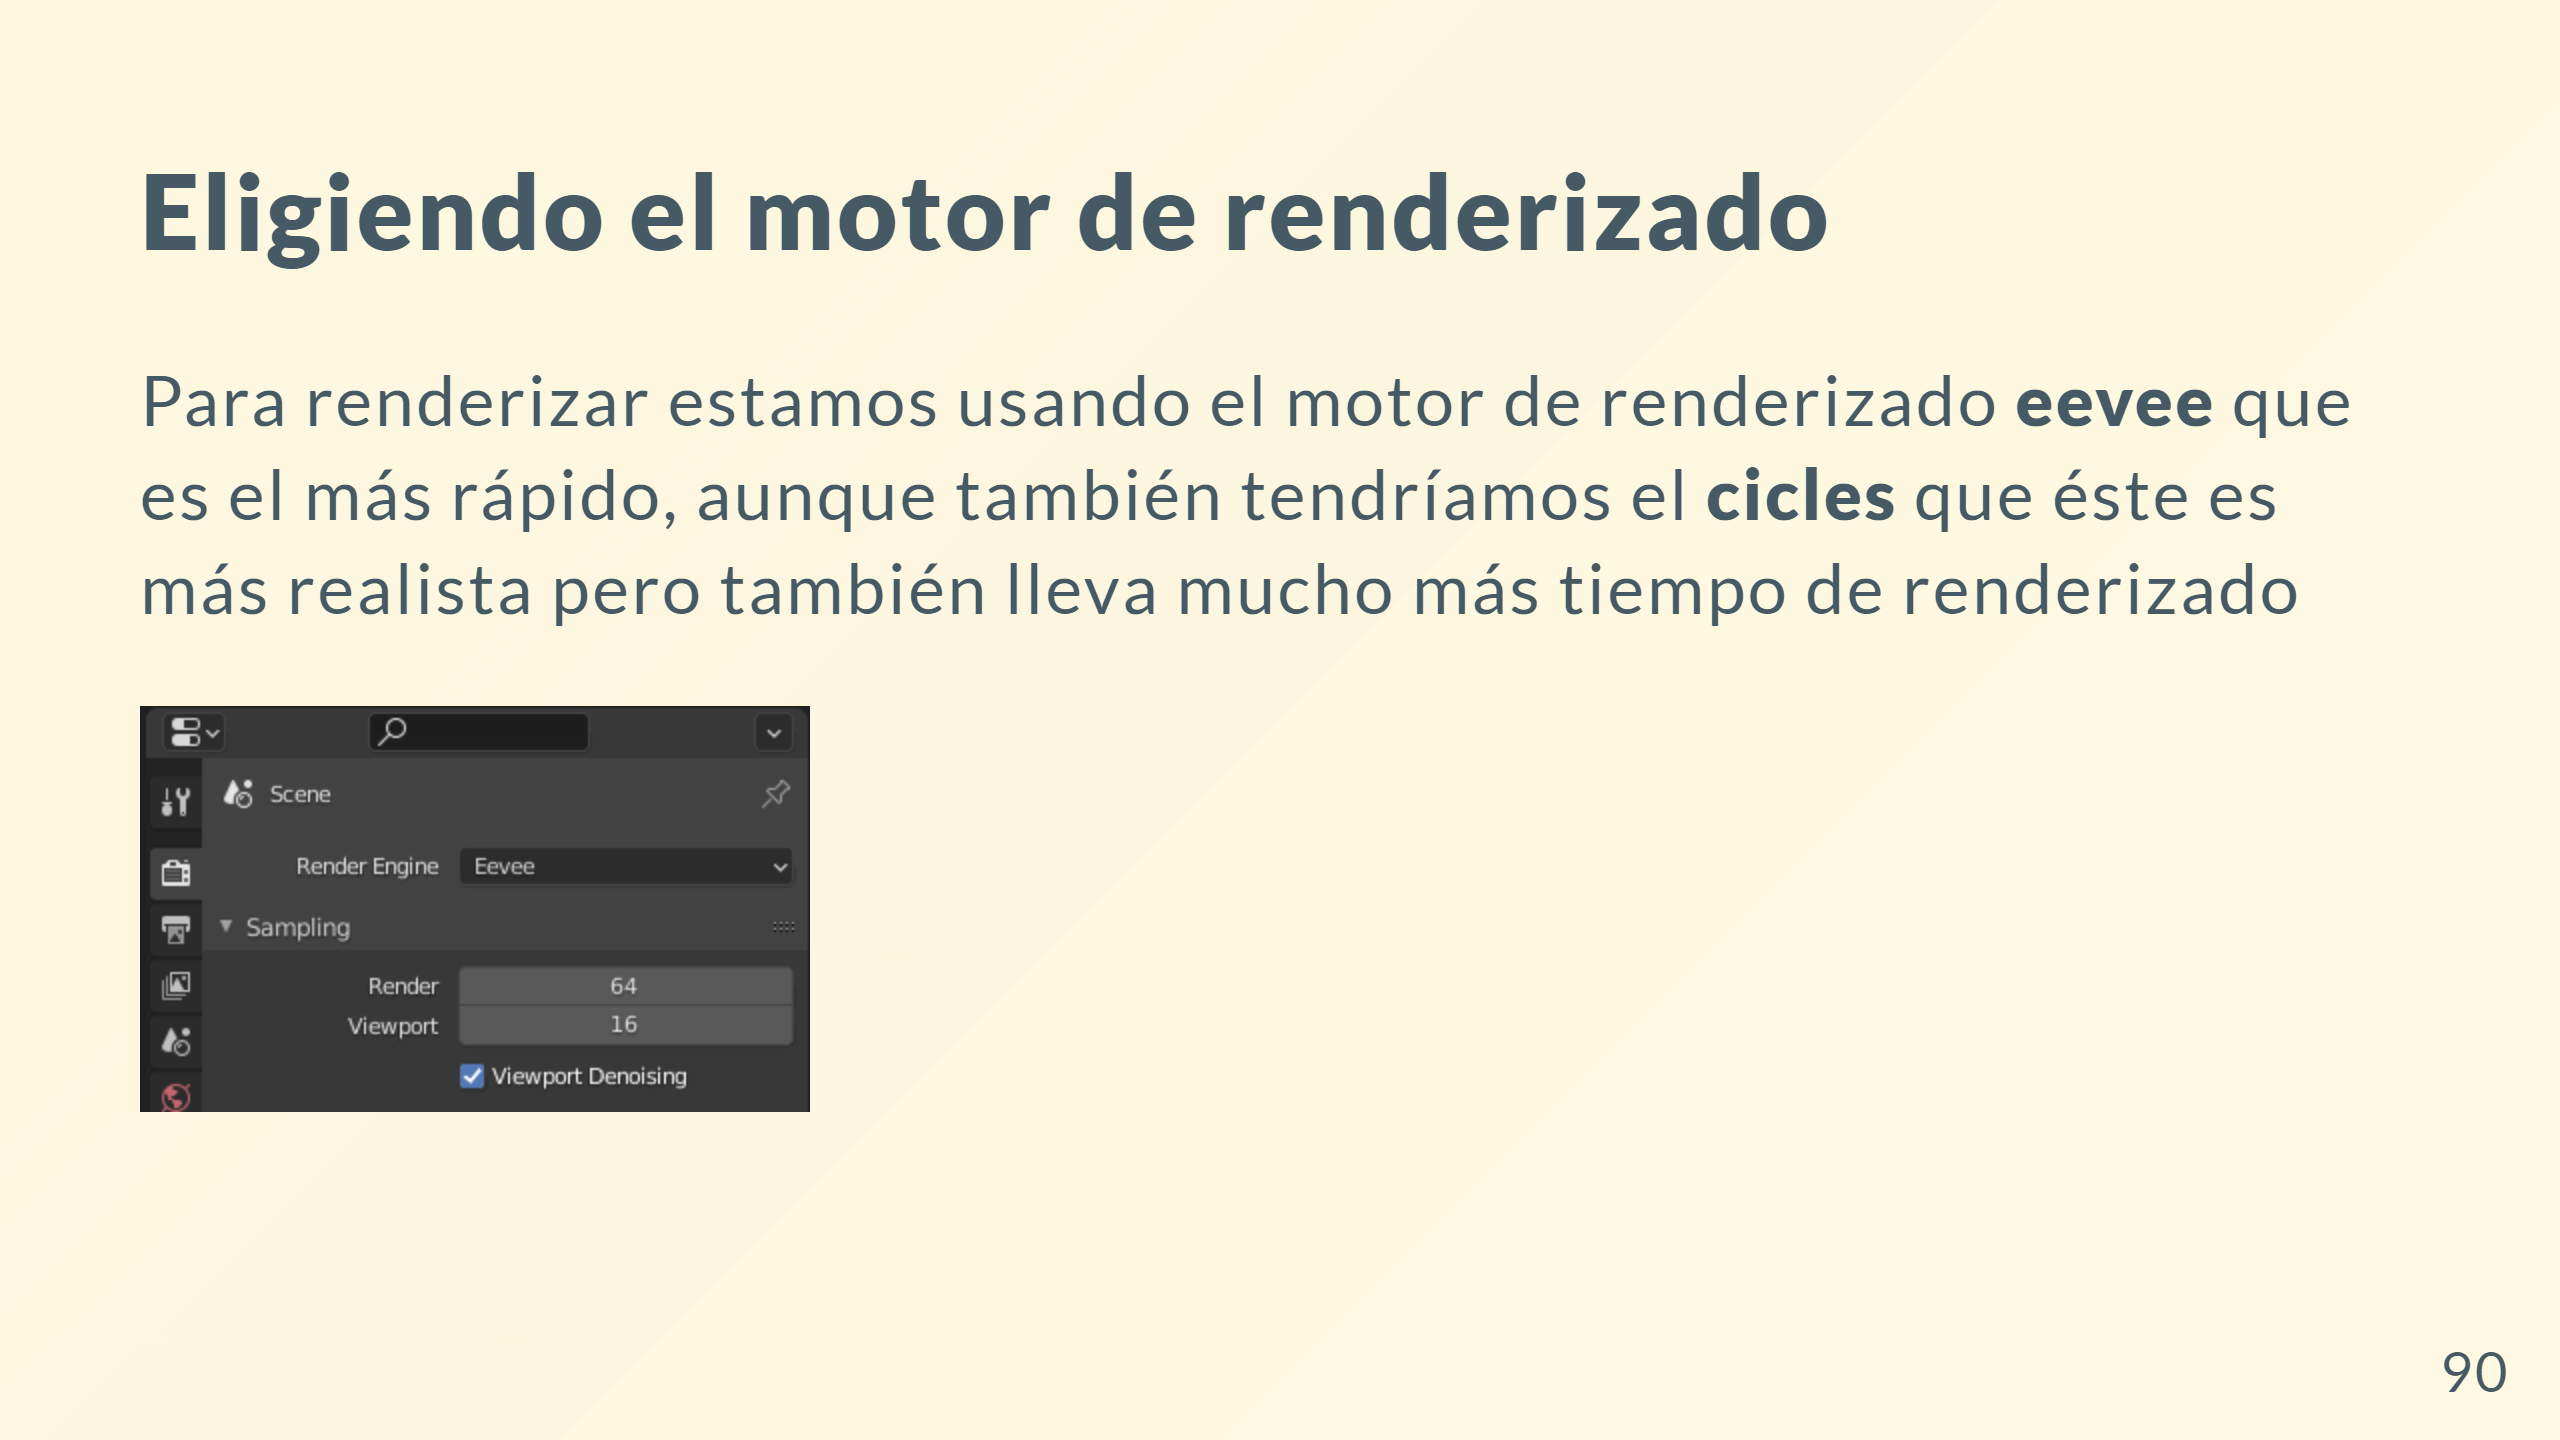 Eligiendo el motor de renderizado
Para renderizar estamos usando el motor de renderizado eevee que
es el más rápido, aunque también tendríamos el cicles que éste es
más realista pero también lleva mucho más tiempo de renderizado
Scene
Render Engine Eevee
Sampling
Render 64
Viewport 16
Viewport Denoising
90